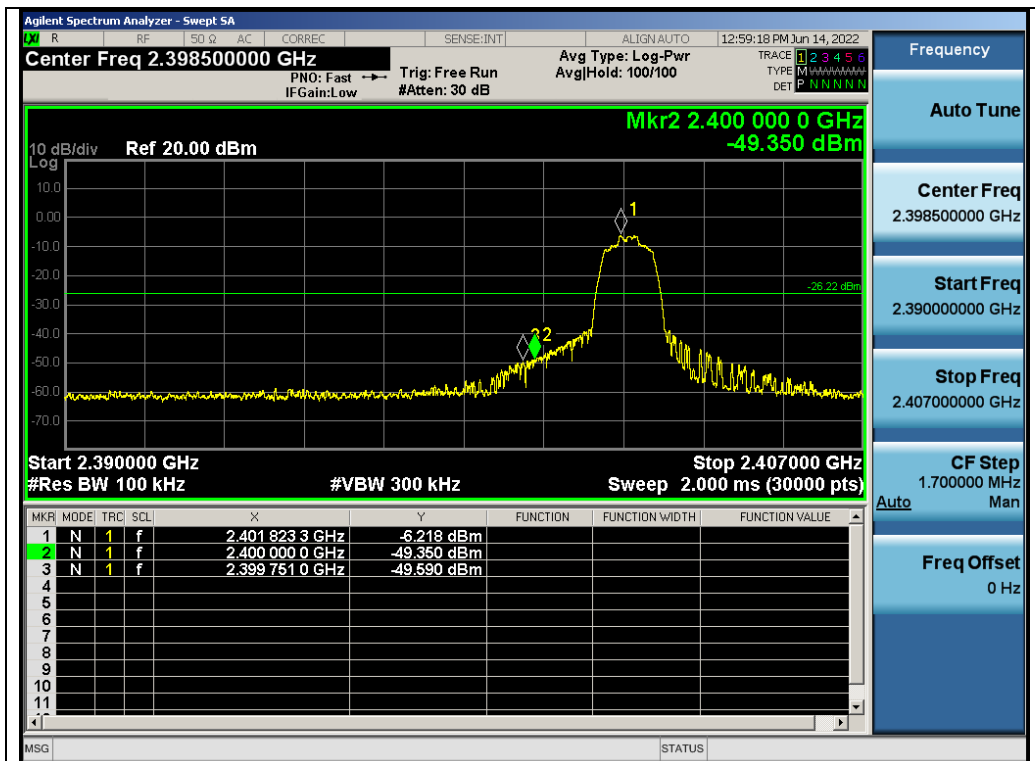 Agilent Spectrum Analyzer - Swept SA
LXI R RF 50 Ω AC CORREC SENSE:INT ALIGN AUTO 12:59:18 PM Jun 14, 2022
Center Freq 2.398500000 GHz
PNO: Fast
IFGain:Low
Trig: Free Run
#Atten: 30 dB
Avg Type: Log-Pwr
Avg|Hold: 100/100
TRACE 1 2 3 4 5 6
TYPE M WWWWW
DET P N N N N N
Mkr2 2.400 000 0 GHz
-49.350 dBm
10 dB/div Ref 20.00 dBm
Log
10.0
0.00
-10.0
-20.0
-30.0
-40.0
-50.0
-60.0
-70.0
1
-26.22 dBm
2
Start 2.390000 GHz Stop 2.407000 GHz
#Res BW 100 kHz #VBW 300 kHz Sweep 2.000 ms (30000 pts)
MKR MODE TRC SCL X Y FUNCTION FUNCTION WIDTH FUNCTION VALUE
1 N 1 f 2.401 823 3 GHz -6.218 dBm
2 N 1 f 2.400 000 0 GHz -49.350 dBm
3 N 1 f 2.399 751 0 GHz -49.590 dBm
4
5
6
7
8
9
10
11
MSG STATUS
Frequency
Auto Tune
Center Freq
2.398500000 GHz
Start Freq
2.390000000 GHz
Stop Freq
2.407000000 GHz
CF Step
1.700000 MHz
Auto Man
Freq Offset
0 Hz